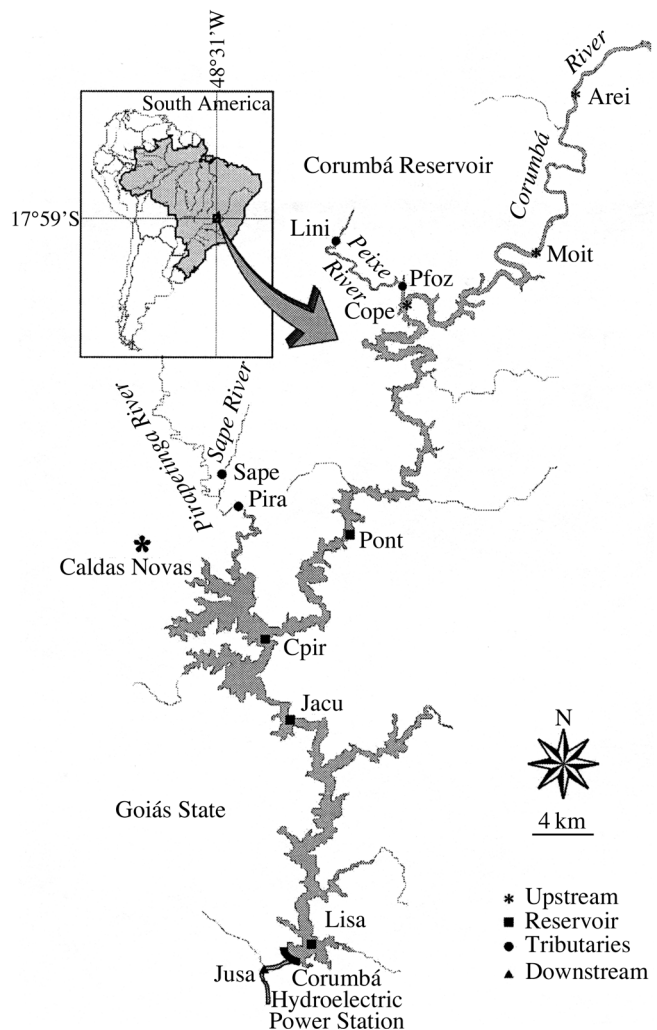 48°31'W
South America
17°59'S
River
Arei
Corumbá
Corumbá Reservoir
Lini
Peixe
River
Moit
Pfoz
Cope
Pirapetinga River
Sape River
Sape
Pira
Caldas Novas
Pont
Cpir
Jacu
N
Goiás State
4 km
Upstream
Reservoir
Tributaries
Downstream
Lisa
Jusa
Corumbá
Hydroelectric
Power Station